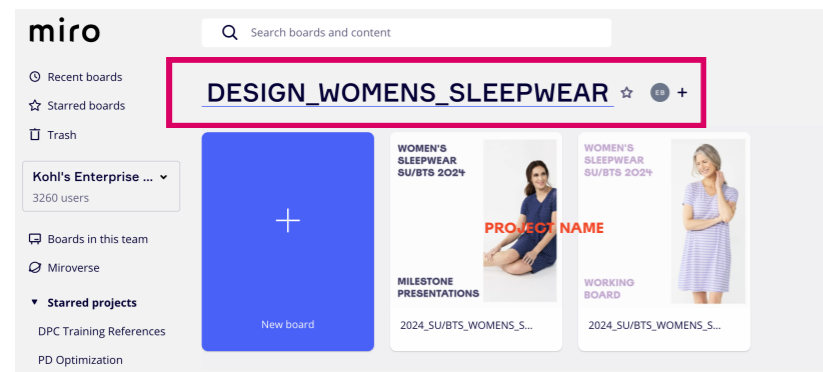 miro
Search boards and content
Recent boards
Starred boards
Trash
Kohl's Enterprise ...
3260 users
Boards in this team
Miroverse
Starred projects
DPC Training References
PD Optimization
DESIGN_WOMENS_SLEEPWEAR
EB
+
New board
WOMEN'S
SLEEPWEAR
SU/BTS 2024
PROJECT NAME
MILESTONE
PRESENTATIONS
2024_SU/BTS_WOMENS_S...
WOMEN'S
SLEEPWEAR
SU/BTS 2024
WORKING
BOARD
2024_SU/BTS_WOMENS_S...